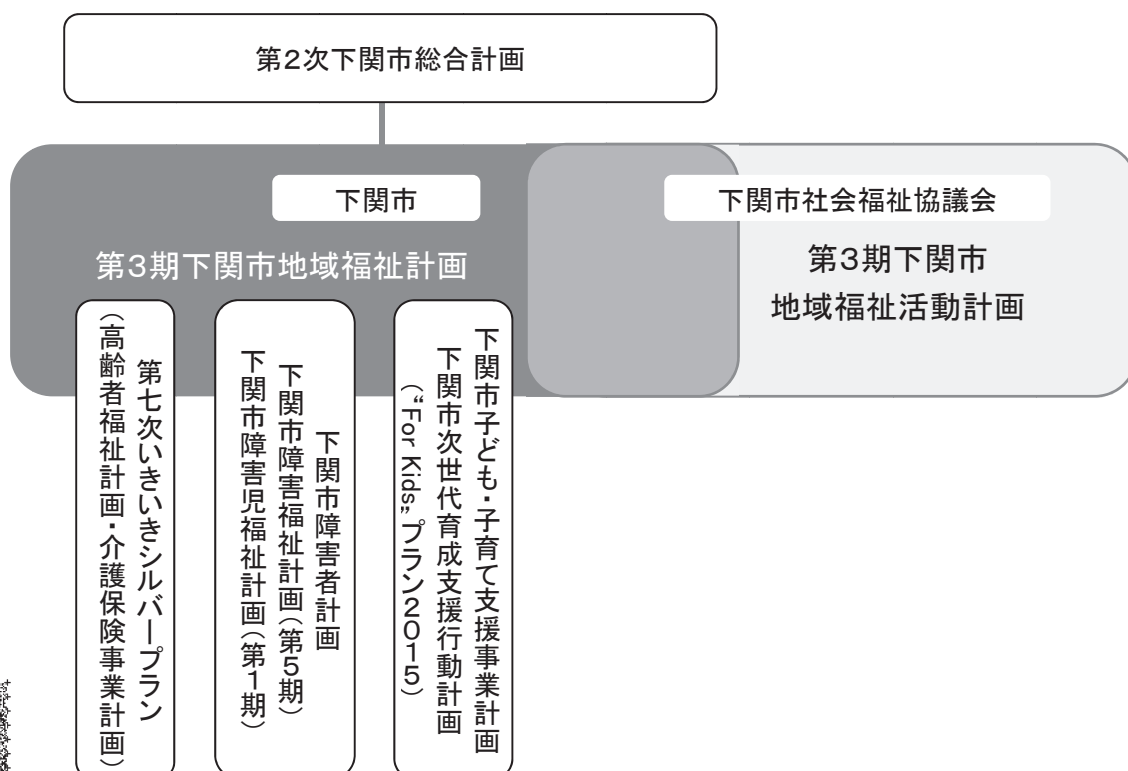 第2次下関市総合計画
下関市
第3期下関市地域福祉計画
下関市社会福祉協議会
第3期下関市
地域福祉活動計画
第七次いきいきシルバープラン
（高齢者福祉計画・介護保険事業計画）
下関市障害者計画
下関市障害福祉計画（第5期）
下関市障害児福祉計画（第1期）
下関市子ども・子育て支援事業計画
下関市次世代育成支援行動計画
（“For Kids”プラン2015）